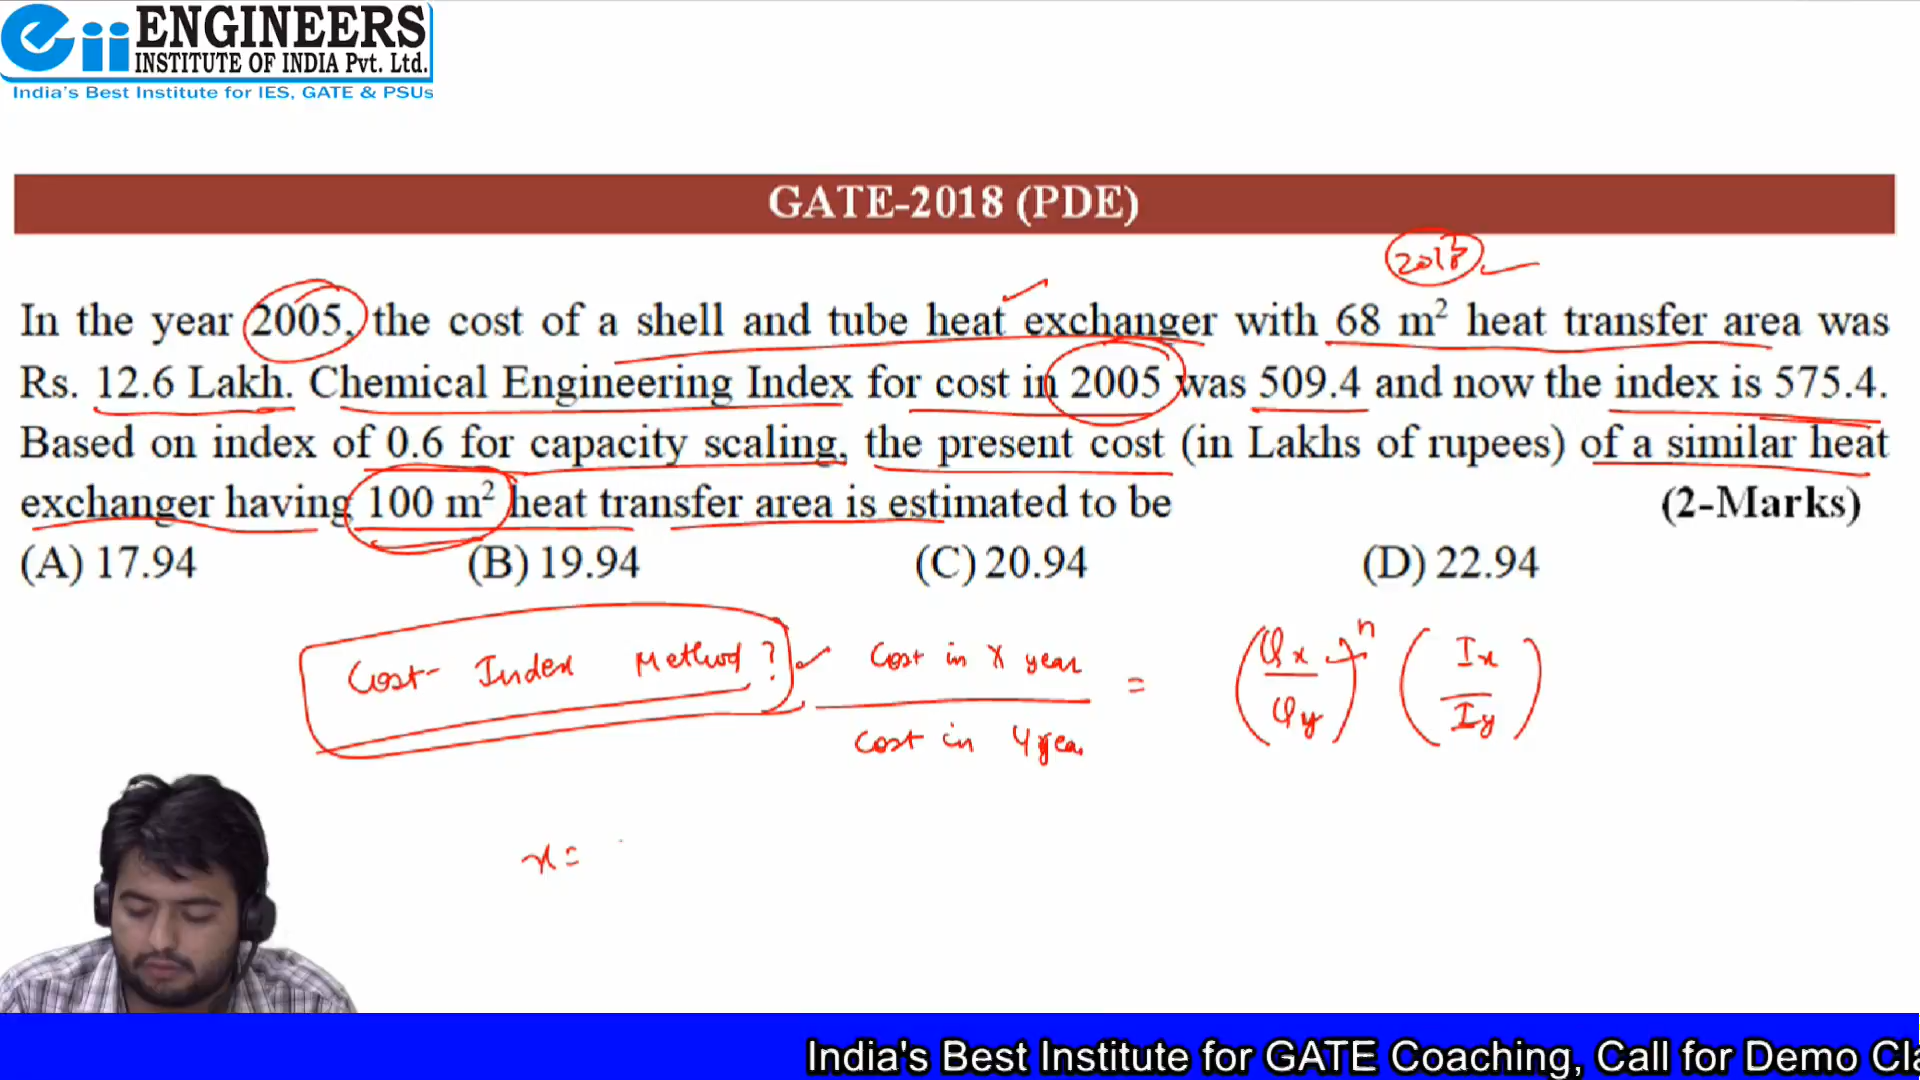 eii ENGINEERS
INSTITUTE OF INDIA Pvt. Ltd.
India's Best Institute for IES, GATE & PSUs
GATE-2018 (PDE)
2018
In the year 2005, the cost of a shell and tube heat exchanger with 68 m² heat transfer area was
Rs. 12.6 Lakh. Chemical Engineering Index for cost in 2005 was 509.4 and now the index is 575.4.
Based on index of 0.6 for capacity scaling, the present cost (in Lakhs of rupees) of a similar heat
exchanger having 100 m² heat transfer area is estimated to be (2-Marks)
(A) 17.94 (B) 19.94 (C) 20.94 (D) 22.94
Cost Index Method ? Cost in X year / Cost in Y year = (Qx / Qy)ⁿ (Ix / Iy)
x =
India's Best Institute for GATE Coaching, Call for Demo Cla